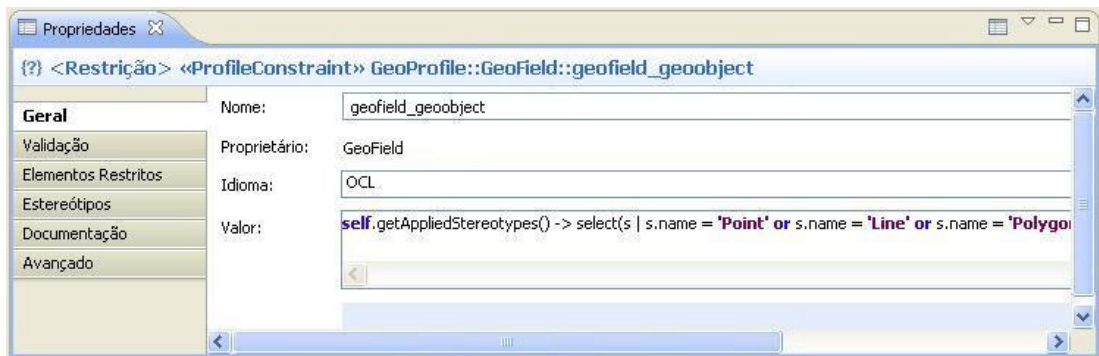 Propriedades
{?} <Restrição> «ProfileConstraint» GeoProfile::GeoField::geofield_geoobject
Geral
Validação
Elementos Restritos
Estereótipos
Documentação
Avançado
Nome: geofield_geoobject
Proprietário: GeoField
Idioma: OCL
Valor: self.getAppliedStereotypes() -> select(s | s.name = 'Point' or s.name = 'Line' or s.name = 'Polygo